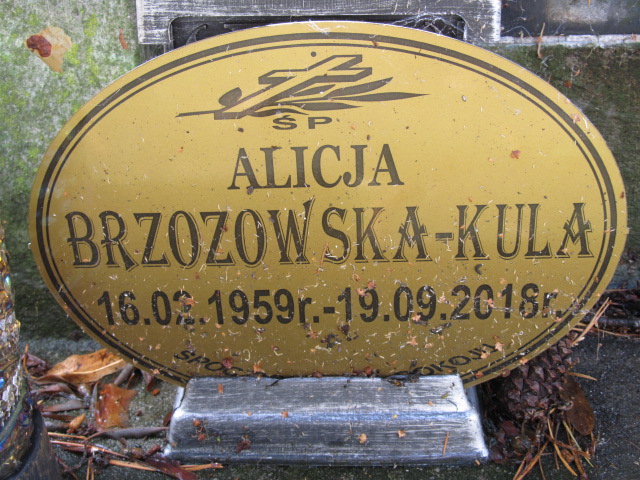 ŚP
ALICJA
BRZOZOWSKA-KULA
16.02.1959r.-19.09.2018r.